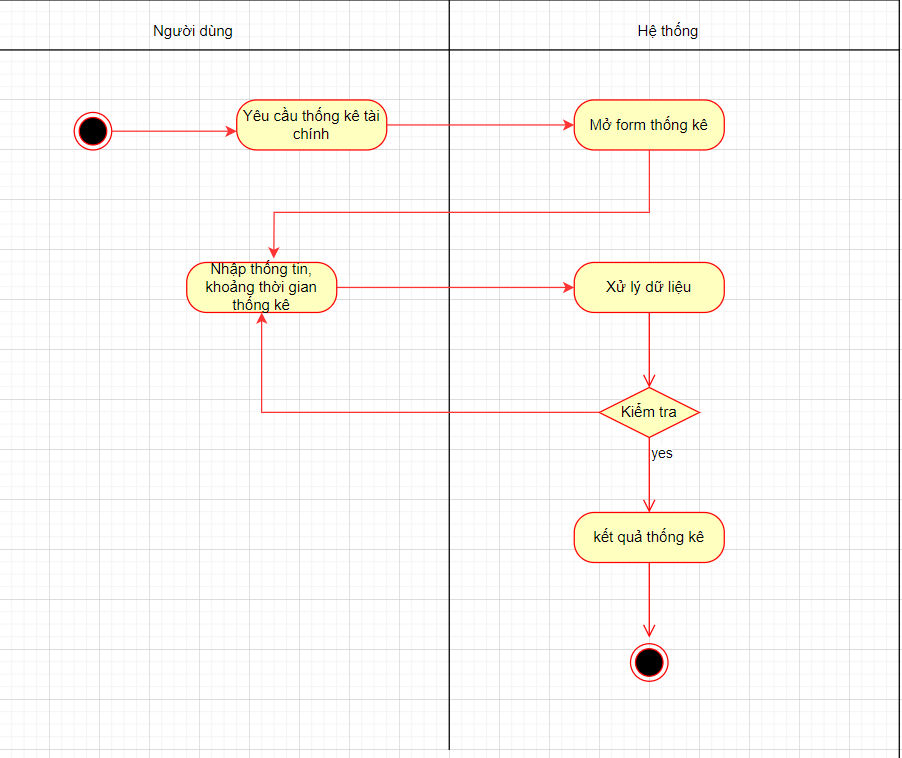 Người dùng
Hệ thống
Yêu cầu thống kê tài
chính
Mở form thống kê
Nhập thống tin,
khoảng thời gian
thống kê
Xử lý dữ liệu
Kiểm tra
yes
kết quả thống kê